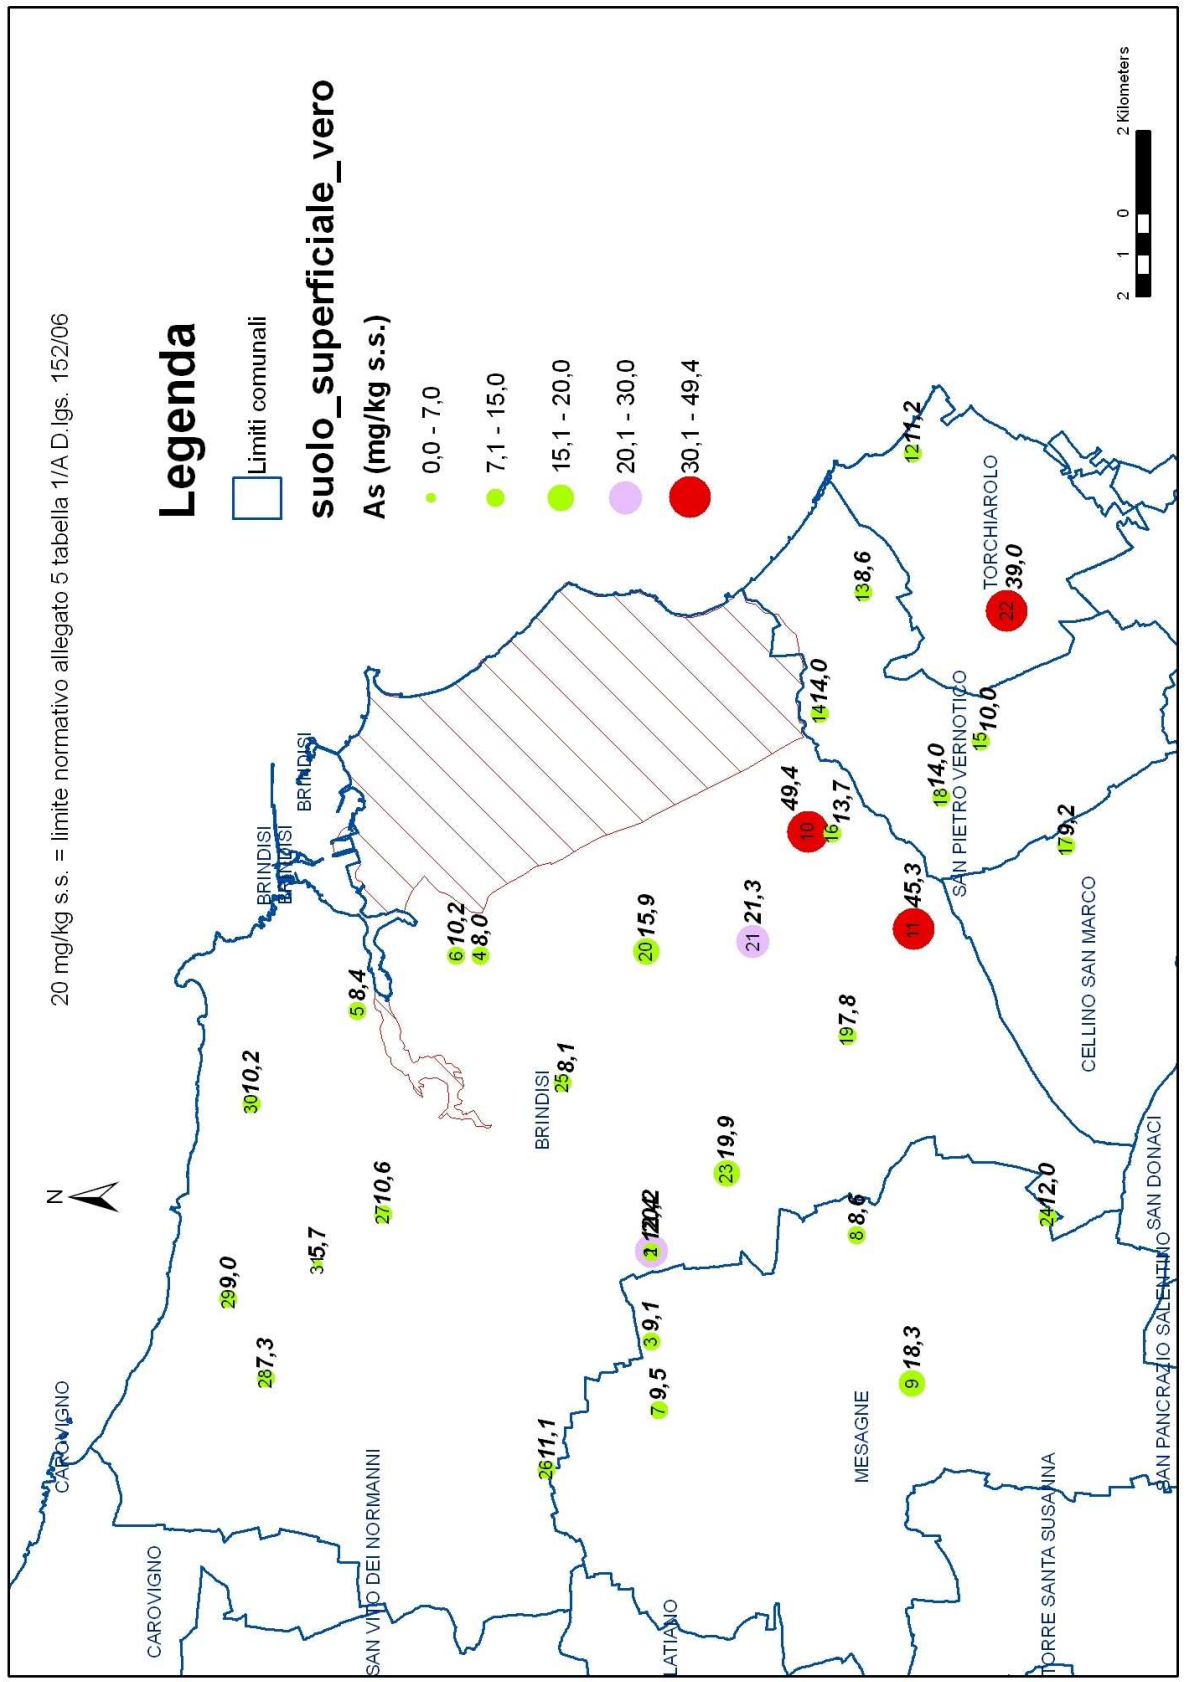 20 mg/kg s.s. = limite normativo allegato 5 tabella 1/A D.lgs. 152/06
N
Legenda
Limiti comunali
suolo_superficiale_vero
As (mg/kg s.s.)
0,0 - 7,0
7,1 - 15,0
15,1 - 20,0
20,1 - 30,0
30,1 - 49,4
CAROVIGNO
CAROVIGNO
BRINDISI
BRINDISI
BRINDISI
29 9,0
30 10,2
28 7,3
31 5,7
5 8,4
27 10,6
SAN VITO DEI NORMANNI
6 10,2
4 8,0
26 11,1
BRINDISI
25 8,1
20 15,9
3 9,1
7 9,5
LATIANO
23 19,9
21 21,3
10 49,4
16 13,7
14 14,0
19 7,8
8 8,6
13 8,6
MESAGNE
9 18,3
11 45,3
12 11,2
18 14,0
SAN PIETRO VERNOTICO
15 10,0
TORCHIAROLO
22 39,0
24 12,0
TORRE SANTA SUSANNA
17 9,2
CELLINO SAN MARCO
SAN DONACI
SAN PANCRAZIO SALENTINO
2 1 0 2 Kilometers